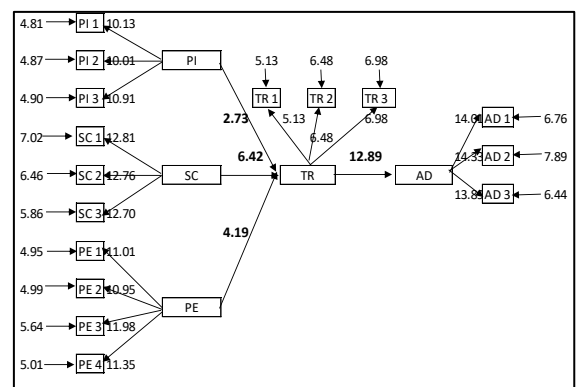 4.81 PI 1 10.13
4.87 PI 2 10.01 PI
4.90 PI 3 10.91
5.13 6.48 6.98
TR 1 TR 2 TR 3
5.13 6.48 6.98
2.73
7.02 SC 1 12.81
6.46 SC 2 12.76 SC 6.42 TR 12.89 AD
5.86 SC 3 12.70
14.01 AD 1 6.76
14.33 AD 2 7.89
13.89 AD 3 6.44
4.19
4.95 PE 1 11.01
4.99 PE 2 10.95 PE
5.64 PE 3 11.98
5.01 PE 4 11.35